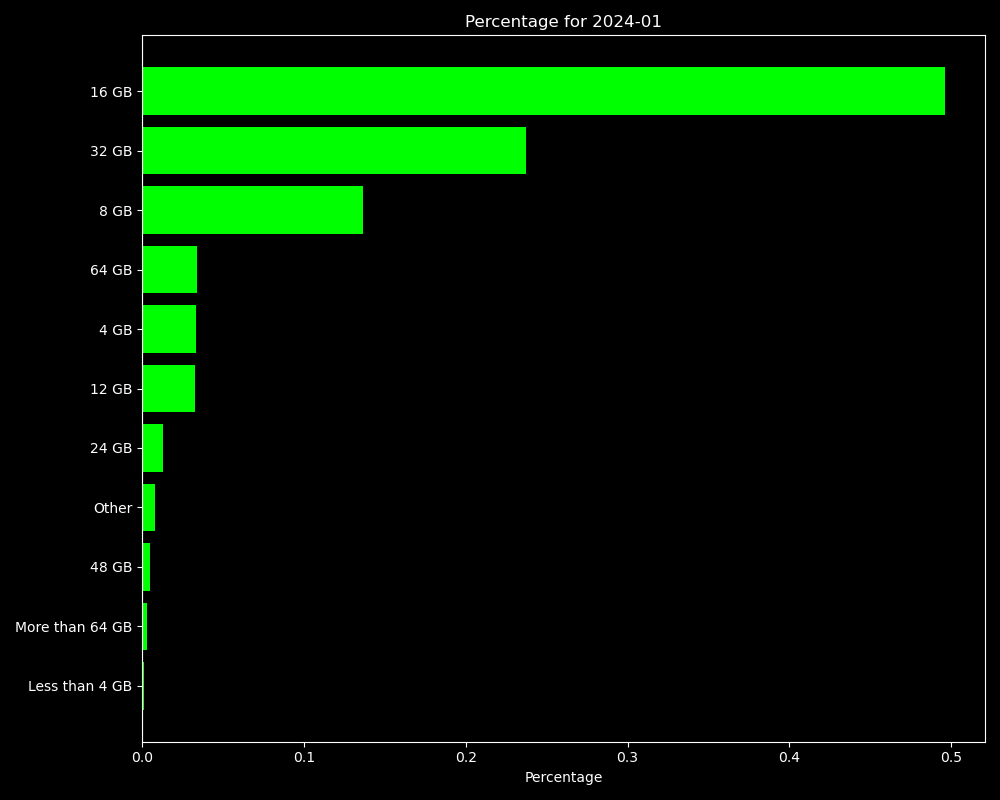 Percentage for 2024-01
16 GB
32 GB
8 GB
64 GB
4 GB
12 GB
24 GB
Other
48 GB
More than 64 GB
Less than 4 GB
0.0 0.1 0.2 0.3 0.4 0.5
Percentage